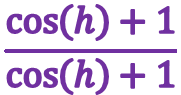 cos(h) + 1
cos(h) + 1